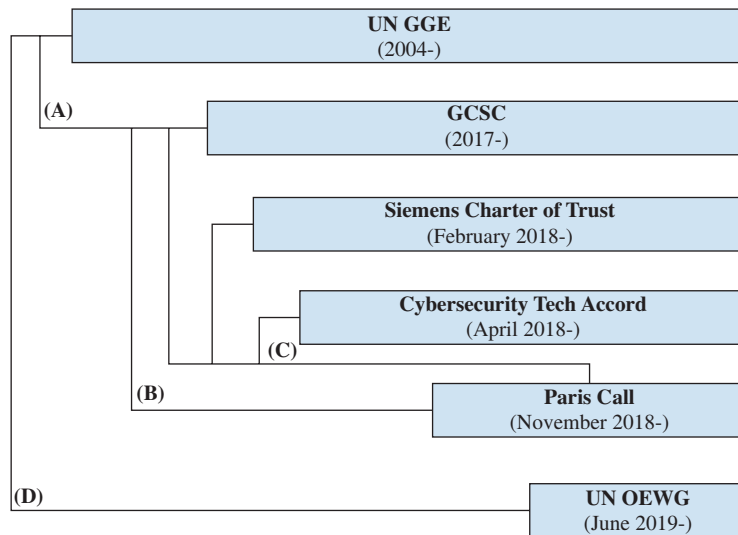 UN GGE
(2004-)
(A)
GCSC
(2017-)
Siemens Charter of Trust
(February 2018-)
Cybersecurity Tech Accord
(April 2018-)
(C)
(B)
Paris Call
(November 2018-)
(D)
UN OEWG
(June 2019-)